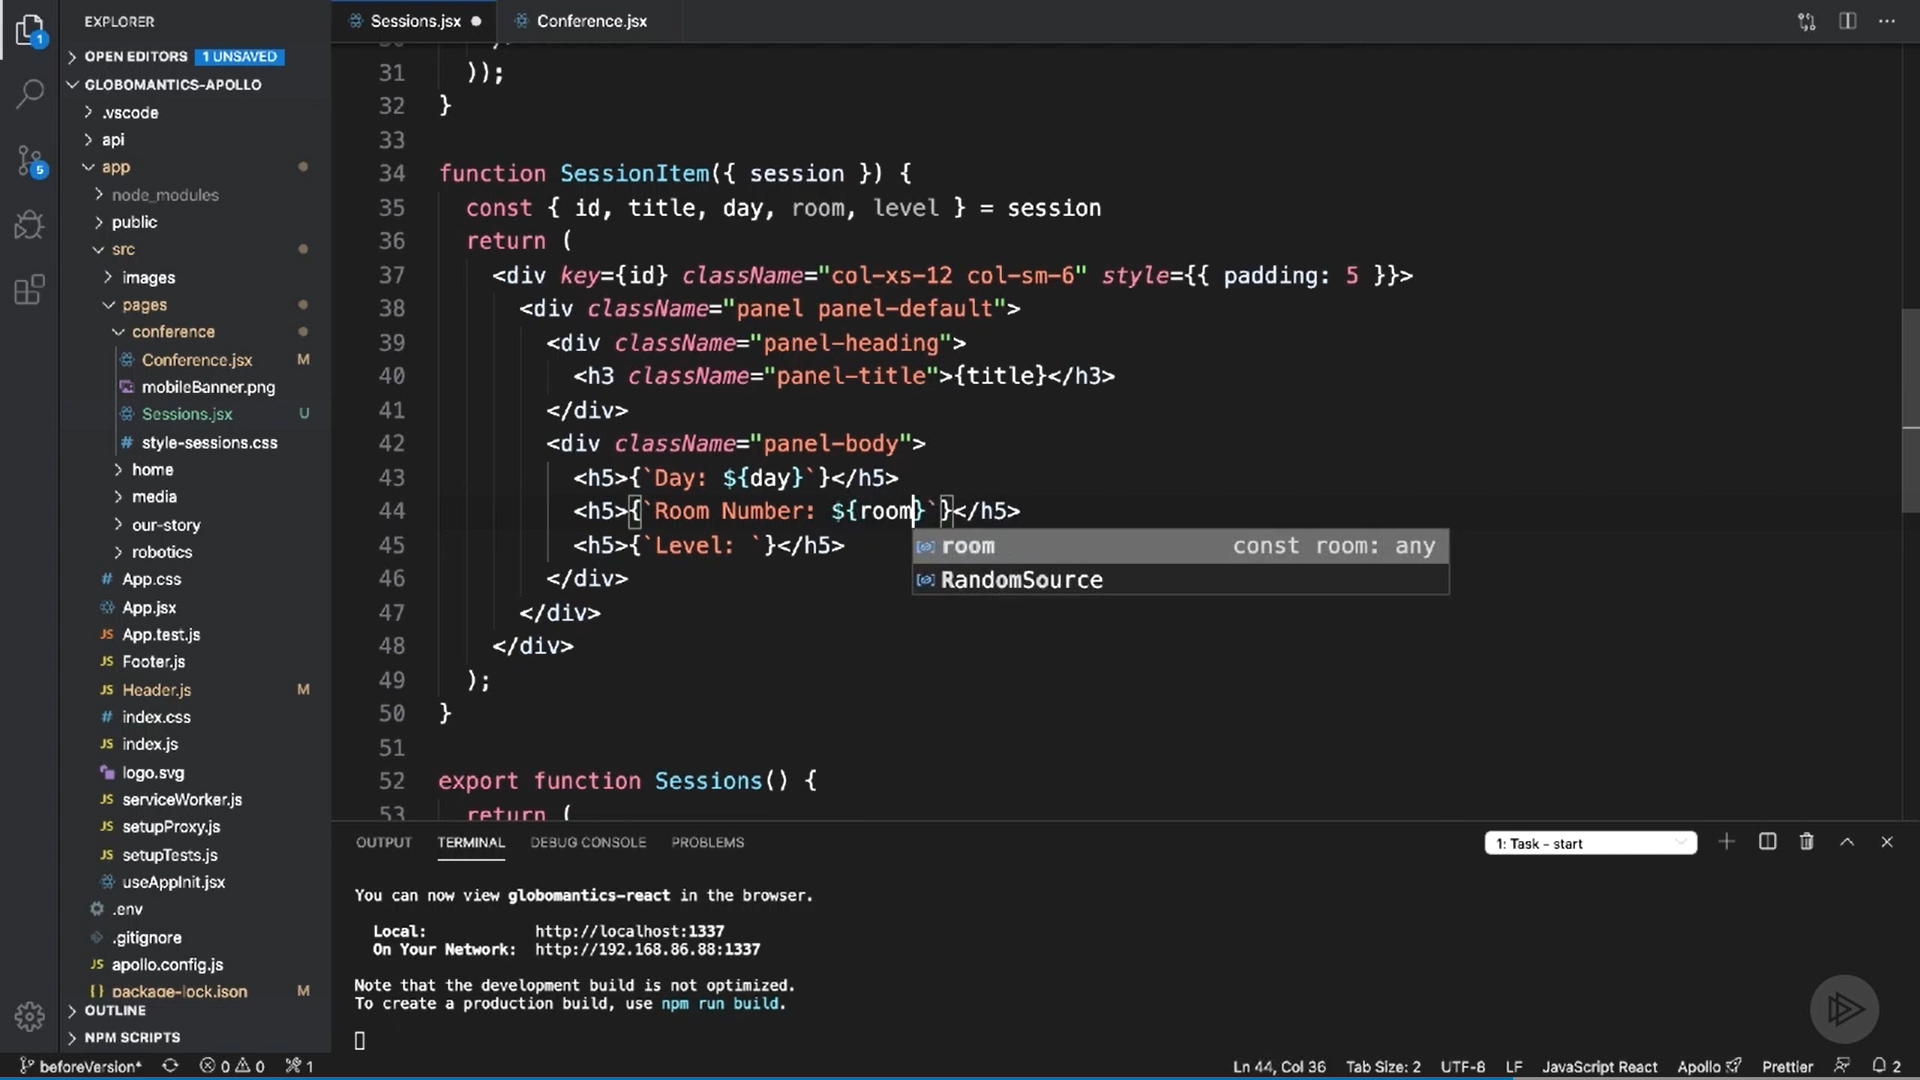 EXPLORER
OPEN EDITORS 1 UNSAVED
GLOBOMANTICS-APOLLO
.vscode
api
app
node_modules
public
src
images
pages
conference
Conference.jsx M
mobileBanner.png
Sessions.jsx U
# style-sessions.css
home
media
our-story
robotics
# App.css
App.jsx
JS App.test.js
JS Footer.js
JS Header.js M
# index.css
JS index.js
logo.svg
JS serviceWorker.js
JS setupProxy.js
JS setupTests.js
useAppInit.jsx
.env
.gitignore
JS apollo.config.js
{} package-lock.json M
OUTLINE
NPM SCRIPTS
1
5
Sessions.jsx
Conference.jsx
31 ));
32 }
33
34 function SessionItem({ session }) {
35 const { id, title, day, room, level } = session
36 return (
37 <div key={id} className="col-xs-12 col-sm-6" style={{ padding: 5 }}>
38 <div className="panel panel-default">
39 <div className="panel-heading">
40 <h3 className="panel-title">{title}</h3>
41 </div>
42 <div className="panel-body">
43 <h5>{`Day: ${day}`}</h5>
44 <h5>{`Room Number: ${room}`}</h5>
45 <h5>{`Level: `}</h5>
room const room: any
RandomSource
46 </div>
47 </div>
48 </div>
49 );
50 }
51
52 export function Sessions() {
53 return (
OUTPUT TERMINAL DEBUG CONSOLE PROBLEMS
1: Task - start
You can now view globomantics-react in the browser.
Local: http://localhost:1337
On Your Network: http://192.168.86.88:1337
Note that the development build is not optimized.
To create a production build, use npm run build.
beforeVersion* 0 0 1
Ln 44, Col 36 Tab Size: 2 UTF-8 LF JavaScript React Apollo Prettier 2